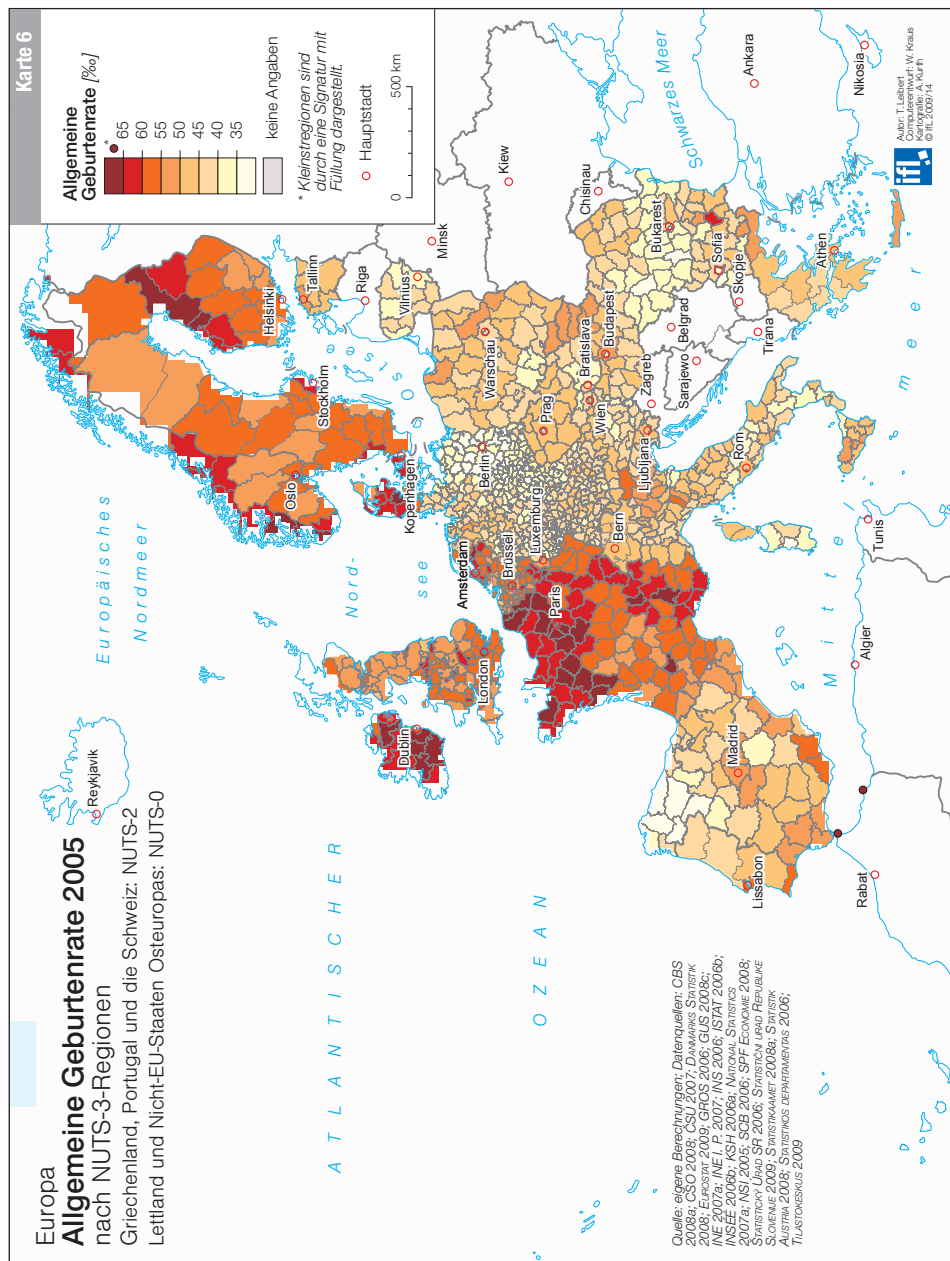 Karte 6
Europa
Allgemeine Geburtenrate 2005
nach NUTS-3-Regionen
Griechenland, Portugal und die Schweiz: NUTS-2
Lettland und Nicht-EU-Staaten Osteuropas: NUTS-0
Allgemeine
Geburtenrate [‰]
*
65
60
55
50
45
40
35
keine Angaben
* Kleinstregionen sind
durch eine Signatur mit
Füllung dargestellt.
Hauptstadt
0
500 km
Europäisches
Nordmeer
ATLANTISCHER
OZEAN
Nord-
see
Ostsee
Mittelmeer
Schwarzes Meer
Reykjavik
Oslo
Stockholm
Helsinki
Tallinn
Riga
Vilnius
Minsk
Kiew
Chisinau
Kopenhagen
Dublin
London
Amsterdam
Brüssel
Luxemburg
Paris
Berlin
Warschau
Prag
Bratislava
Wien
Budapest
Bern
Ljubljana
Zagreb
Belgrad
Bukarest
Sarajewo
Sofia
Skopje
Tirana
Rom
Athen
Ankara
Nikosia
Madrid
Lissabon
Rabat
Algier
Tunis
Quelle: eigene Berechnungen; Datenquellen: CBS
2008a; CSO 2008; CSU 2007; Danmarks Statistik
2008; Eurostat 2009; GROS 2006; GUS 2008c;
INE 2007a; INE I. P. 2007; INS 2006; ISTAT 2006b;
INSÉE 2006b; KSH 2006a; National Statistics
2007a; NSI 2005; SCB 2006; SPF Economie 2008;
Štatistický Úrad SR 2006; Statistični urad Republike
Slovenije 2009; Statistikaamet 2008a; Statistik
Austria 2008; Statistikos departamentas 2006;
Tilastokeskus 2009
ifl
Autor: T. Leibert
Computerentwurf: W. Kraus
Kartografie: A. Kurth
© IfL 2009/14